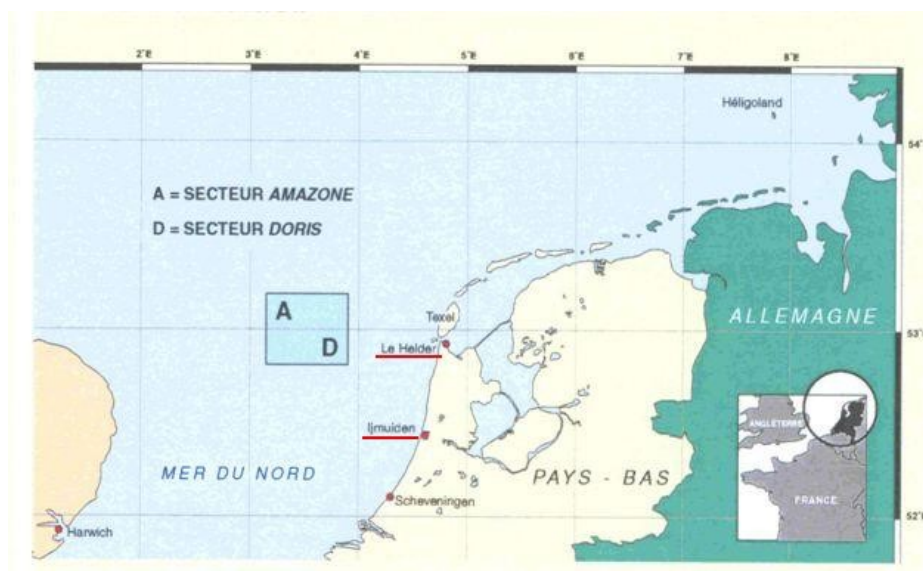 2°E 3°E 4°E 5°E 6°E 7°E 8°E
Héligoland
54°
A = SECTEUR AMAZONE
D = SECTEUR DORIS
A
D
Texel
53°
ALLEMAGNE
Le Helder
Ijmuiden
ANGLETERRE
MER DU NORD
PAYS - BAS
Scheveningen
FRANCE
52°
Harwich